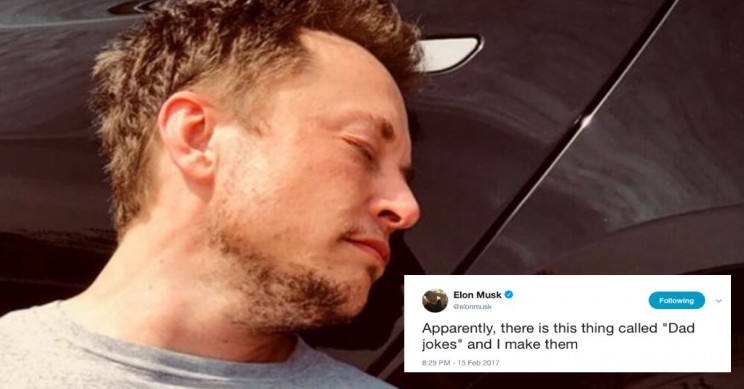 Elon Musk
@elonmusk
Following
Apparently, there is this thing called "Dad
jokes" and I make them
8:29 PM - 15 Feb 2017